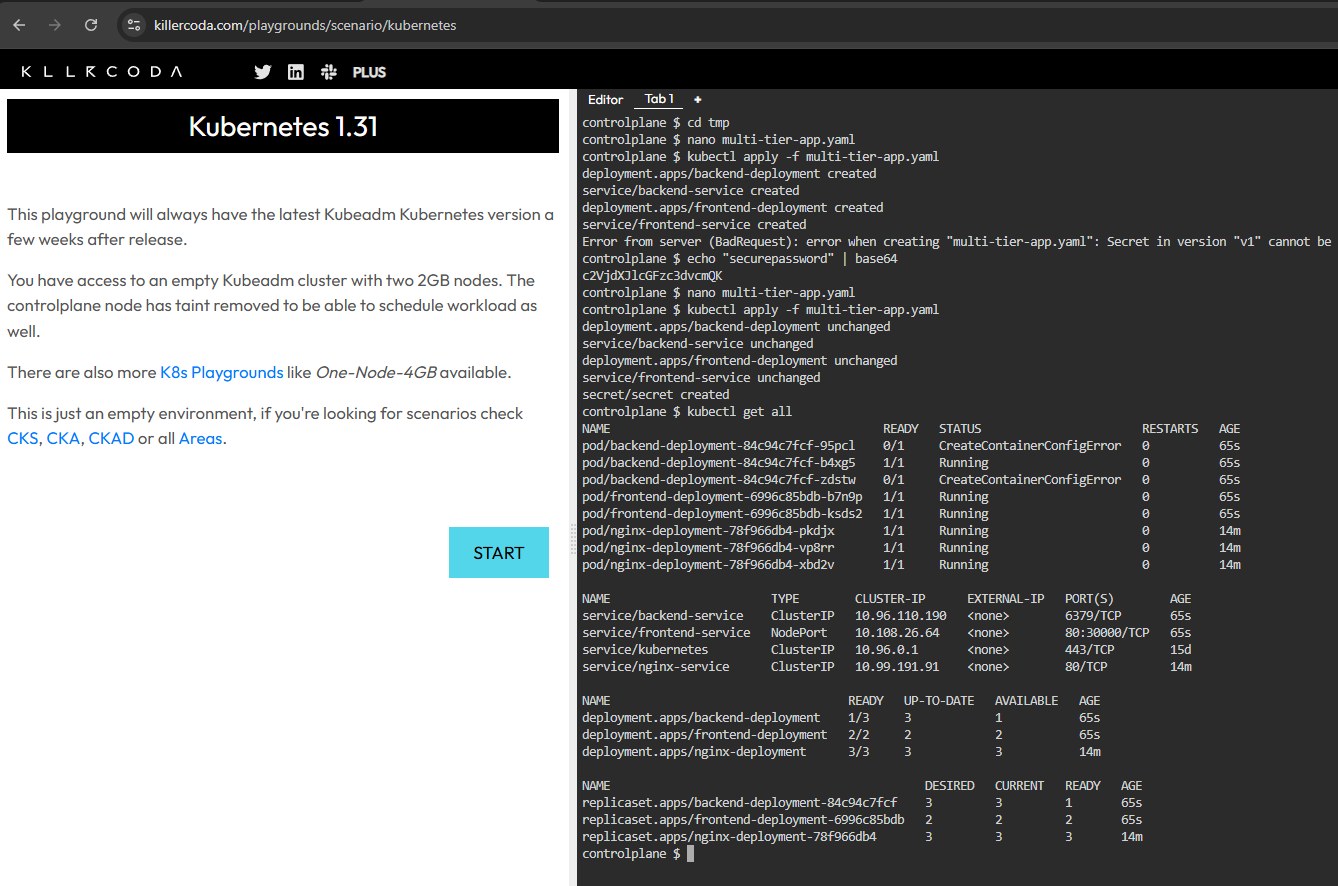 killercoda.com/playgrounds/scenario/kubernetes
KLLRCODA PLUS
Kubernetes 1.31
This playground will always have the latest Kubeadm Kubernetes version a
few weeks after release.
You have access to an empty Kubeadm cluster with two 2GB nodes. The
controlplane node has taint removed to be able to schedule workload as
well.
There are also more K8s Playgrounds like One-Node-4GB available.
This is just an empty environment, if you're looking for scenarios check
CKS, CKA, CKAD or all Areas.
START
Editor Tab 1 +
controlplane $ cd tmp
controlplane $ nano multi-tier-app.yaml
controlplane $ kubectl apply -f multi-tier-app.yaml
deployment.apps/backend-deployment created
service/backend-service created
deployment.apps/frontend-deployment created
service/frontend-service created
Error from server (BadRequest): error when creating "multi-tier-app.yaml": Secret in version "v1" cannot be
controlplane $ echo "securepassword" | base64
c2VjdXJlcGFzc3dvcmQK
controlplane $ nano multi-tier-app.yaml
controlplane $ kubectl apply -f multi-tier-app.yaml
deployment.apps/backend-deployment unchanged
service/backend-service unchanged
deployment.apps/frontend-deployment unchanged
service/frontend-service unchanged
secret/secret created
controlplane $ kubectl get all
NAME READY STATUS RESTARTS AGE
pod/backend-deployment-84c94c7fcf-95pcl 0/1 CreateContainerConfigError 0 65s
pod/backend-deployment-84c94c7fcf-b4xg5 1/1 Running 0 65s
pod/backend-deployment-84c94c7fcf-zdstw 0/1 CreateContainerConfigError 0 65s
pod/frontend-deployment-6996c85bdb-b7n9p 1/1 Running 0 65s
pod/frontend-deployment-6996c85bdb-ksds2 1/1 Running 0 65s
pod/nginx-deployment-78f966db4-pkdjx 1/1 Running 0 14m
pod/nginx-deployment-78f966db4-vp8rr 1/1 Running 0 14m
pod/nginx-deployment-78f966db4-xbd2v 1/1 Running 0 14m
NAME TYPE CLUSTER-IP EXTERNAL-IP PORT(S) AGE
service/backend-service ClusterIP 10.96.110.190 <none> 6379/TCP 65s
service/frontend-service NodePort 10.108.26.64 <none> 80:30000/TCP 65s
service/kubernetes ClusterIP 10.96.0.1 <none> 443/TCP 15d
service/nginx-service ClusterIP 10.99.191.91 <none> 80/TCP 14m
NAME READY UP-TO-DATE AVAILABLE AGE
deployment.apps/backend-deployment 1/3 3 1 65s
deployment.apps/frontend-deployment 2/2 2 2 65s
deployment.apps/nginx-deployment 3/3 3 3 14m
NAME DESIRED CURRENT READY AGE
replicaset.apps/backend-deployment-84c94c7fcf 3 3 1 65s
replicaset.apps/frontend-deployment-6996c85bdb 2 2 2 65s
replicaset.apps/nginx-deployment-78f966db4 3 3 3 14m
controlplane $